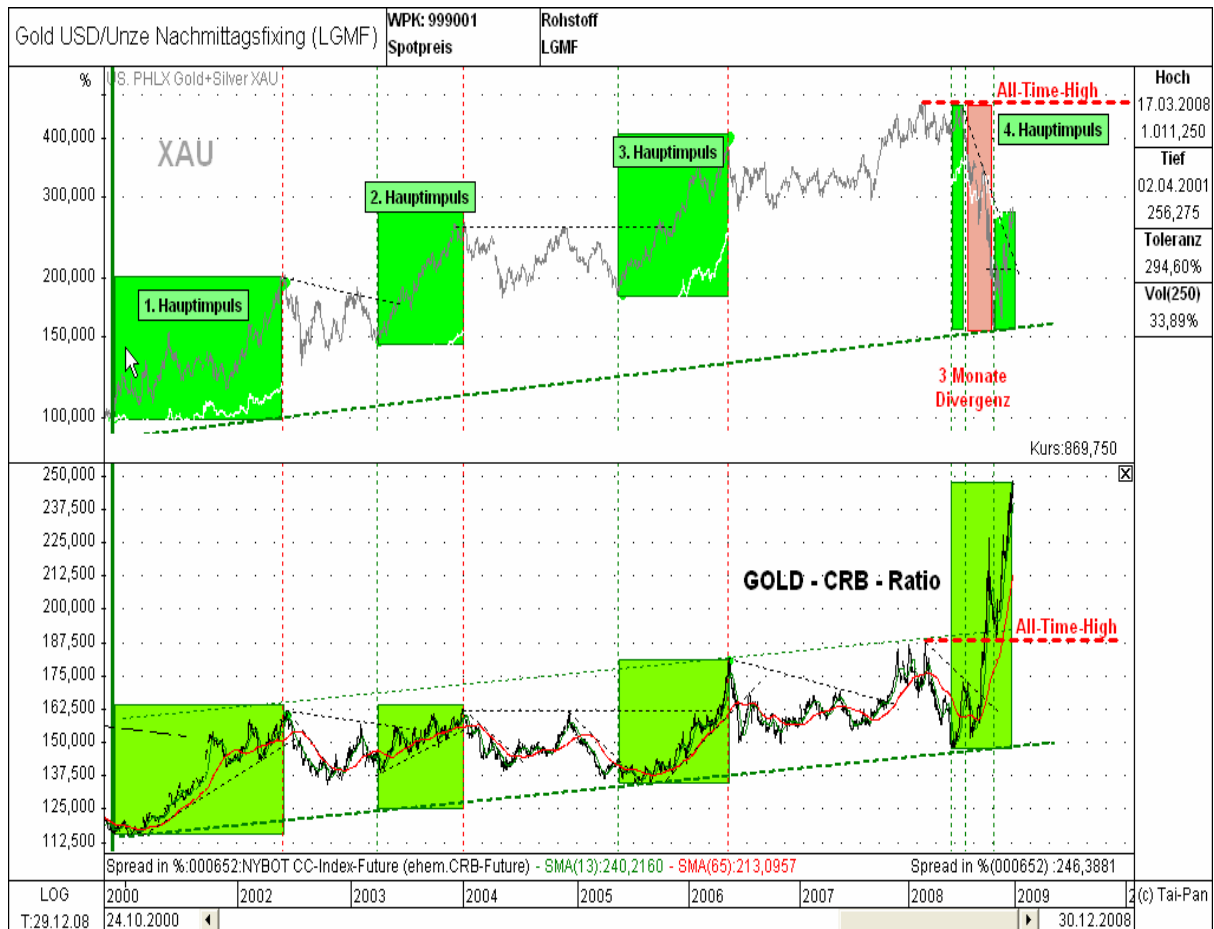 Gold USD/Unze Nachmittagsfixing (LGMF)
WPK: 999001
Spotpreis
Rohstoff
LGMF
%
U.S. PHLX Gold+Silver XAU
400,000
300,000
200,000
150,000
100,000
XAU
1. Hauptimpuls
2. Hauptimpuls
3. Hauptimpuls
All-Time-High
4. Hauptimpuls
3 Monate
Divergenz
Kurs:869,750
Hoch
17.03.2008
1.011,250
Tief
02.04.2001
256,275
Toleranz
294,60%
Vol(250)
33,89%
250,000
237,500
225,000
212,500
200,000
187,500
175,000
162,500
150,000
137,500
125,000
112,500
GOLD - CRB - Ratio
All-Time-High
Spread in %:000652:NYBOT CC-Index-Future (ehem.CRB-Future) - SMA(13):240,2160 - SMA(65):213,0957
Spread in %(000652) :246,3881
LOG
2000 2002 2003 2004 2005 2006 2007 2008 2009 2
(c) Tai-Pan
T:29.12.08
24.10.2000
30.12.2008